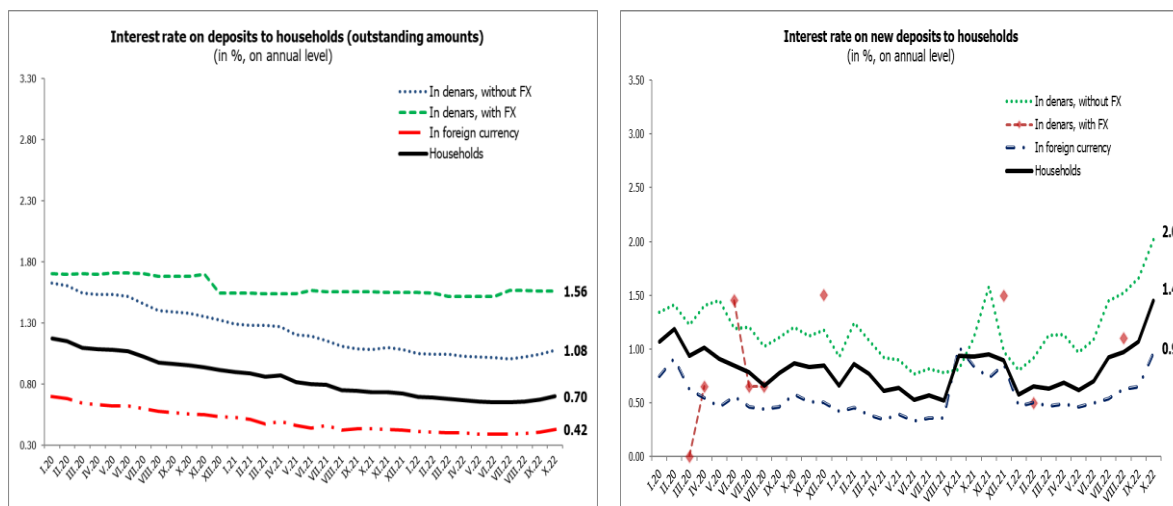 Interest rate on deposits to households (outstanding amounts)
(in %, on annual level)
3.30
2.80
2.30
1.80
1.30
0.80
0.30
In denars, without FX
In denars, with FX
In foreign currency
Households
1.56
1.08
0.70
0.42
I.20 II.20 III.20 IV.20 V.20 VI.20 VII.20 VIII.20 IX.20 X.20 XI.20 XII.20 I.21 II.21 III.21 IV.21 V.21 VI.21 VII.21 VIII.21 IX.21 X.21 XI.21 XII.21 I.22 II.22 III.22 IV.22 V.22 VI.22 VII.22 VIII.22 IX.22 X.22
Interest rate on new deposits to households
(in %, on annual level)
3.50
3.00
2.50
2.00
1.50
1.00
0.50
0.00
In denars, without FX
In denars, with FX
In foreign currency
Households
I.20 II.20 III.20 IV.20 V.20 VI.20 VII.20 VIII.20 IX.20 X.20 XI.20 XII.20 I.21 II.21 III.21 IV.21 V.21 VI.21 VII.21 VIII.21 IX.21 X.21 XI.21 XII.21 I.22 II.22 III.22 IV.22 V.22 VI.22 VII.22 VIII.22 IX.22 X.22